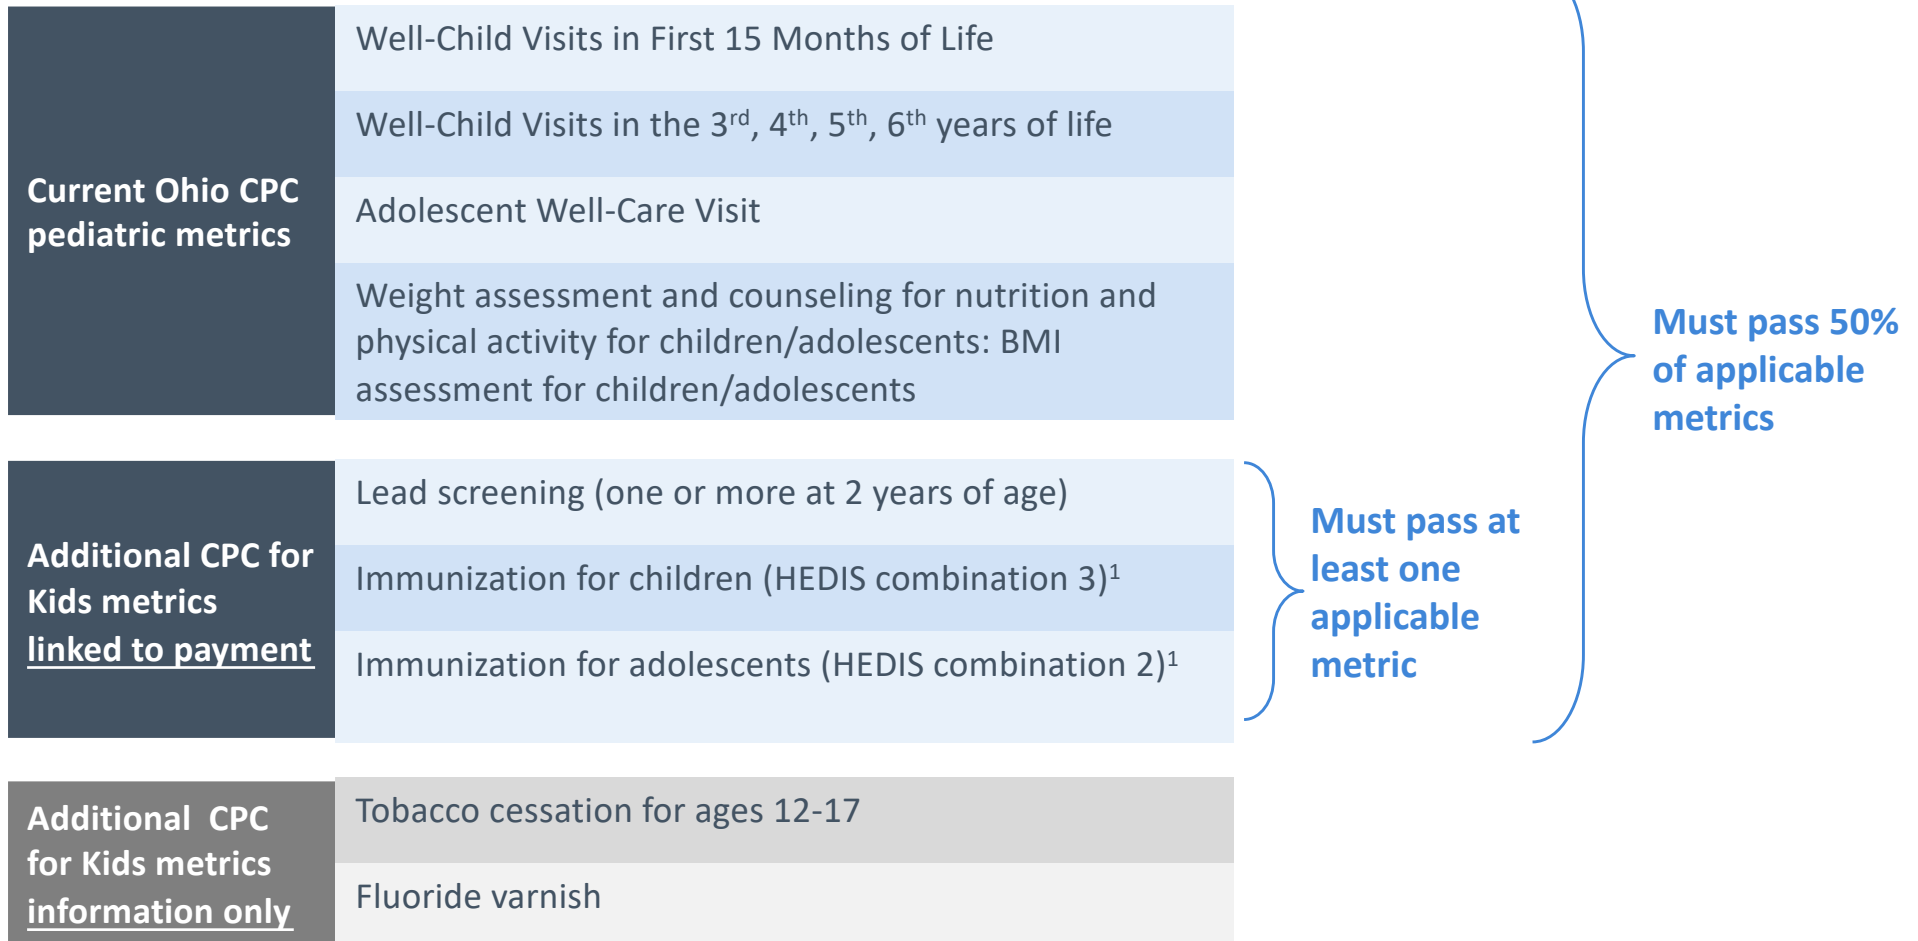 Current Ohio CPC
pediatric metrics
Well-Child Visits in First 15 Months of Life
Well-Child Visits in the 3rd, 4th, 5th, 6th years of life
Adolescent Well-Care Visit
Weight assessment and counseling for nutrition and
physical activity for children/adolescents: BMI
assessment for children/adolescents
Additional CPC for
Kids metrics
linked to payment
Lead screening (one or more at 2 years of age)
Immunization for children (HEDIS combination 3)1
Immunization for adolescents (HEDIS combination 2)1
Must pass at
least one
applicable
metric
Must pass 50%
of applicable
metrics
Additional CPC
for Kids metrics
information only
Tobacco cessation for ages 12-17
Fluoride varnish